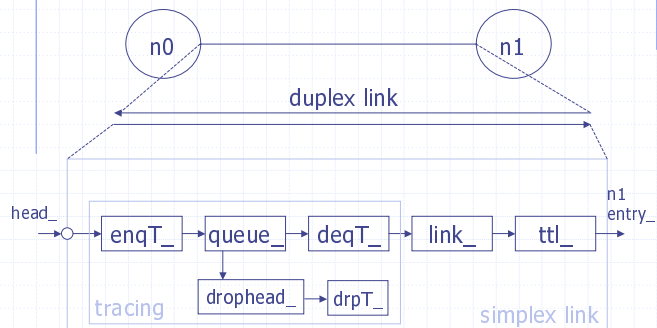 n0
n1
duplex link
head_
n1
entry_
enqT_
queue_
deqT_
link_
ttl_
drophead_
drpT_
tracing
simplex link